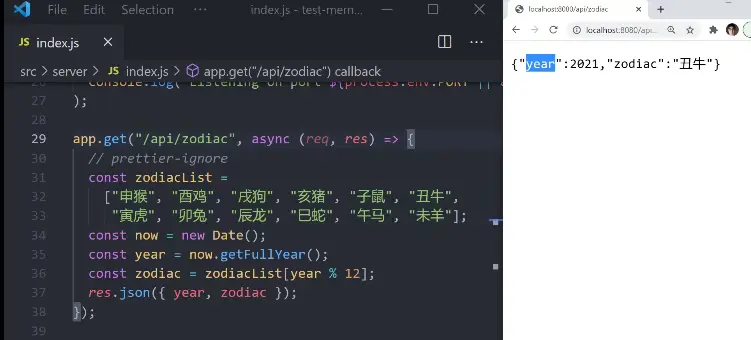 File Edit Selection ··· index.js - test-mern...
JS index.js ×
src > server > JS index.js > app.get("/api/zodiac") callback
26 console.log(`Listening on port ${process.env.PORT ||
27 );
28
29 app.get("/api/zodiac", async (req, res) => {
30 // prettier-ignore
31 const zodiacList =
32 ["申猴", "酉鸡", "戌狗", "亥猪", "子鼠", "丑牛",
33 "寅虎", "卯兔", "辰龙", "巳蛇", "午马", "未羊"];
34 const now = new Date();
35 const year = now.getFullYear();
36 const zodiac = zodiacList[year % 12];
37 res.json({ year, zodiac });
38 });
39
localhost:8080/api/zodiac
localhost:8080/api...
{"year":2021,"zodiac":"丑牛"}